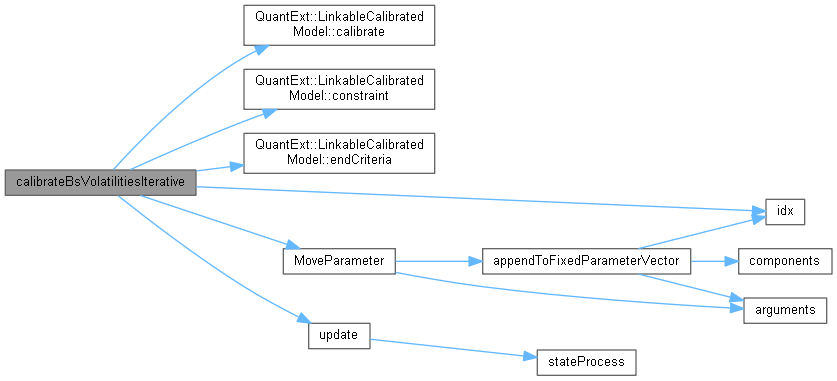 QuantExt::LinkableCalibrated
Model::calibrate
QuantExt::LinkableCalibrated
Model::constraint
QuantExt::LinkableCalibrated
Model::endCriteria
calibrateBsVolatilitiesIterative
idx
MoveParameter
appendToFixedParameterVector
components
arguments
update
stateProcess